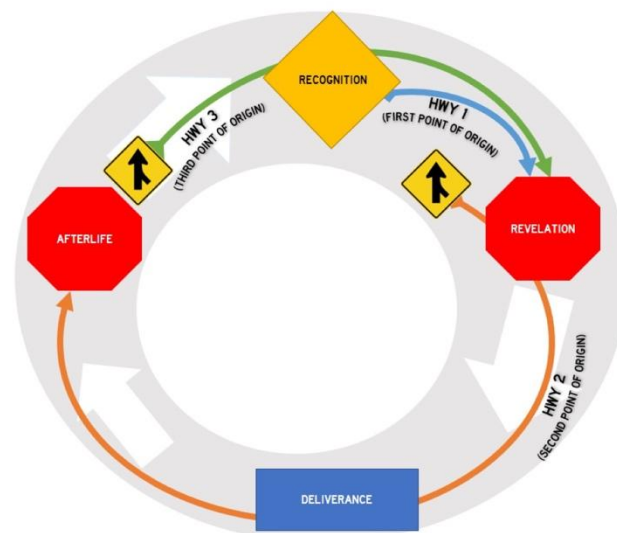 RECOGNITION
HWY 1
(FIRST POINT OF ORIGIN)
HWY 3
(THIRD POINT OF ORIGIN)
AFTERLIFE
REVELATION
HWY 2
(SECOND POINT OF ORIGIN)
DELIVERANCE